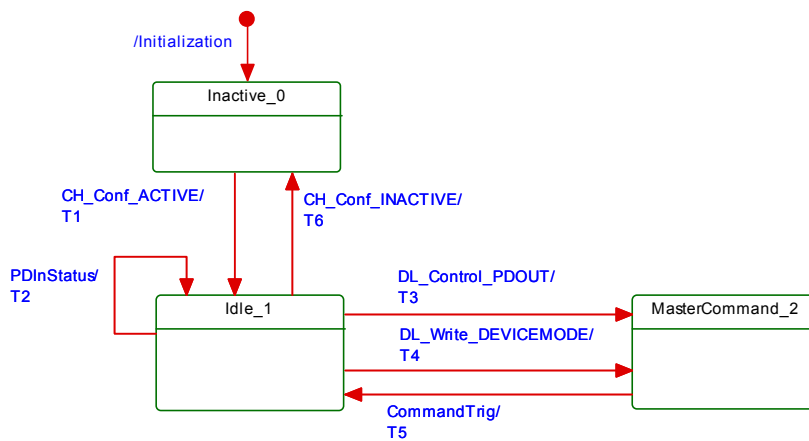 /Initialization
Inactive_0
CH_Conf_ACTIVE/
T1
CH_Conf_INACTIVE/
T6
PDInStatus/
T2
Idle_1
DL_Control_PDOUT/
T3
MasterCommand_2
DL_Write_DEVICEMODE/
T4
CommandTrig/
T5